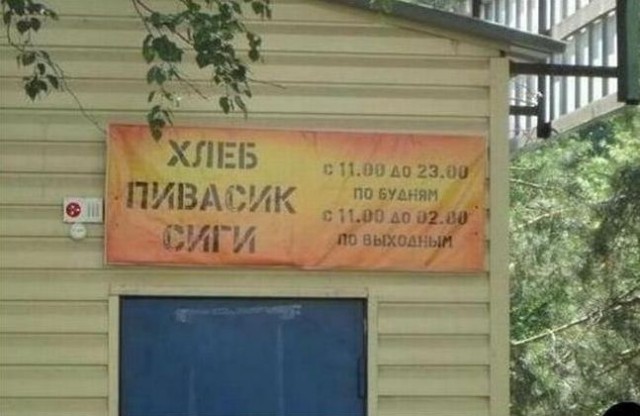 ХЛЕБ
ПИВАСИК
СИГИ
с 11.00 до 23.00
по будням
с 11.00 до 02.00
по выходным